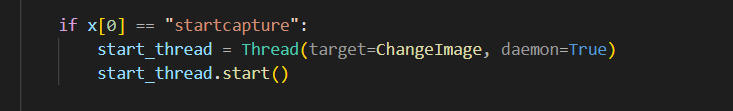 if x[0] == "startcapture":
    start_thread = Thread(target=ChangeImage, daemon=True)
    start_thread.start()